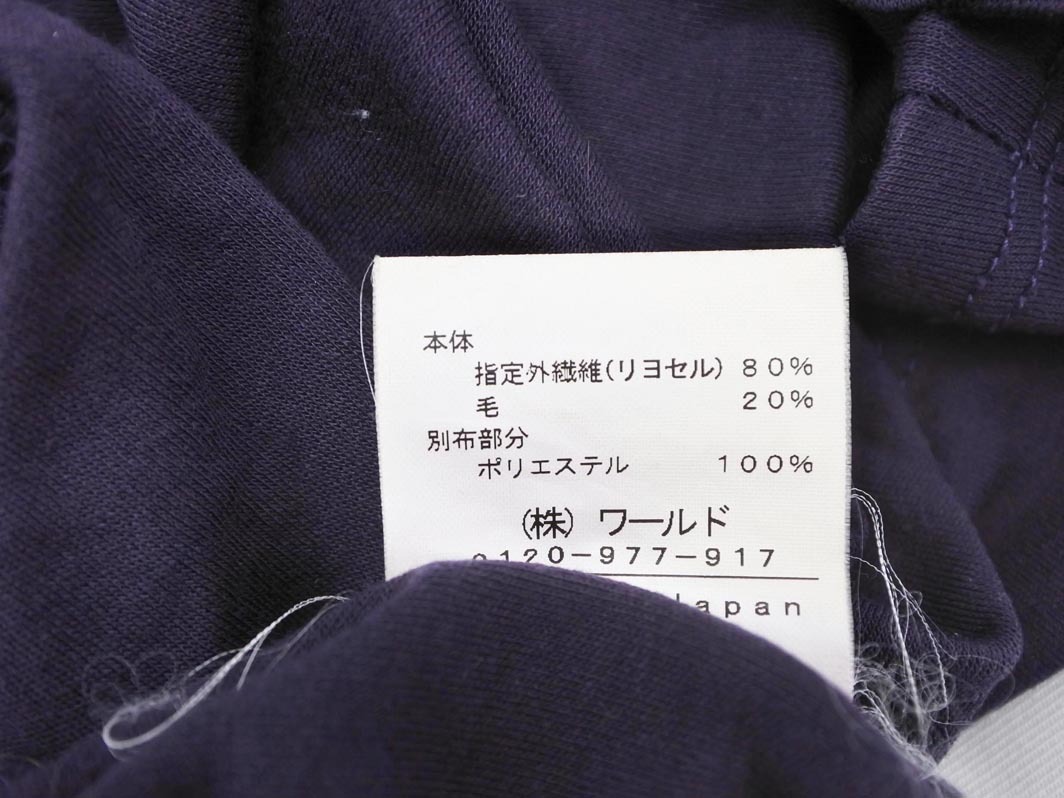 本体
指定外繊維(リヨセル) 80%
毛 20%
別布部分
ポリエステル 100%
(株) ワールド
0120-977-917
Japan